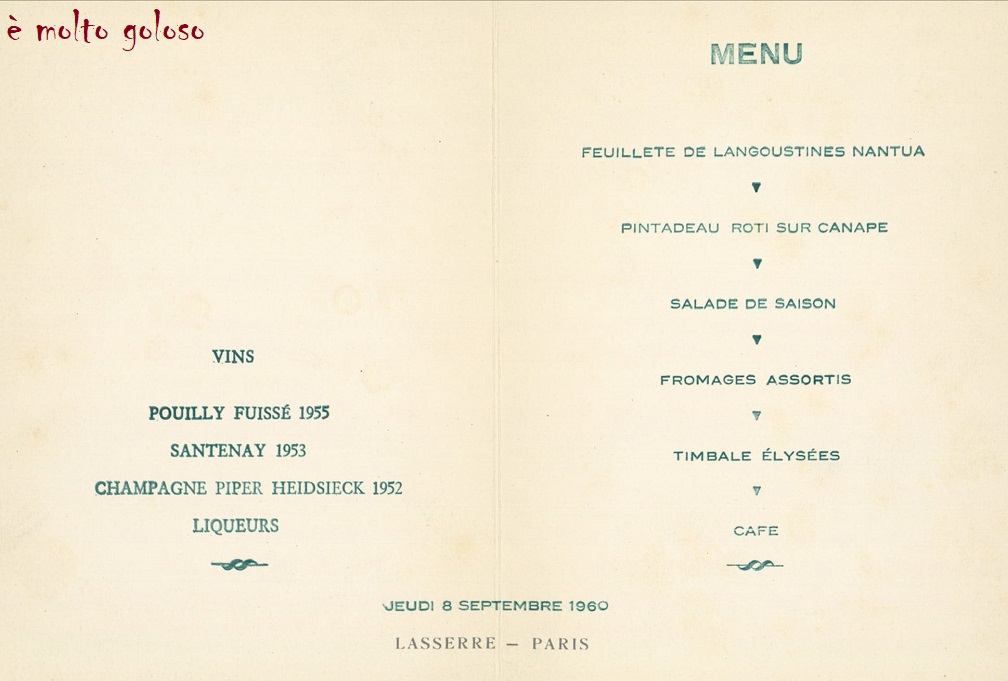 è molto goloso
VINS
POUILLY FUISSÉ 1955
SANTENAY 1953
CHAMPAGNE PIPER HEIDSIECK 1952
LIQUEURS
MENU
FEUILLETE DE LANGOUSTINES NANTUA
PINTADEAU ROTI SUR CANAPE
SALADE DE SAISON
FROMAGES ASSORTIS
TIMBALE ÉLYSÉES
CAFE
JEUDI 8 SEPTEMBRE 1960
LASSERRE — PARIS